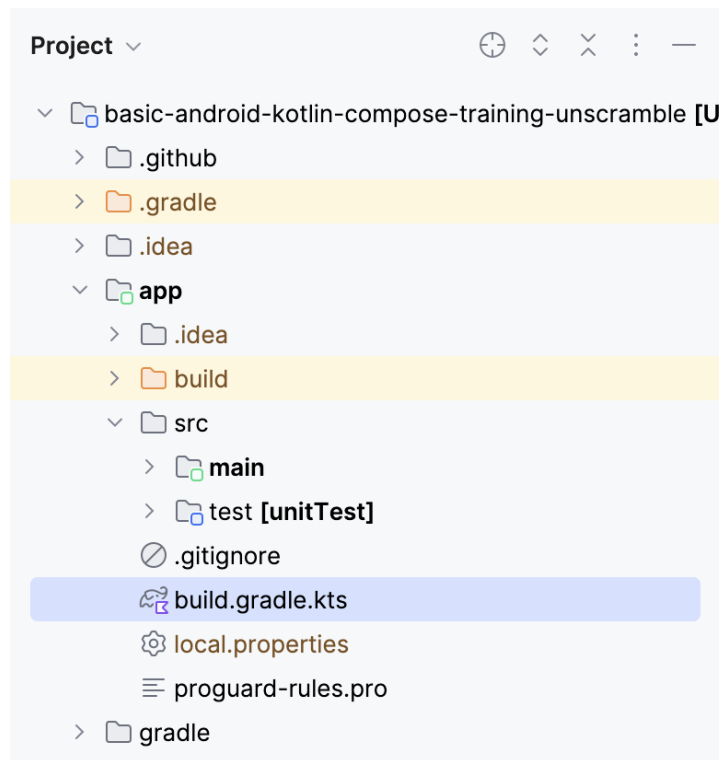 Project
basic-android-kotlin-compose-training-unscramble [U
.github
.gradle
.idea
app
.idea
build
src
main
test [unitTest]
.gitignore
build.gradle.kts
local.properties
proguard-rules.pro
gradle